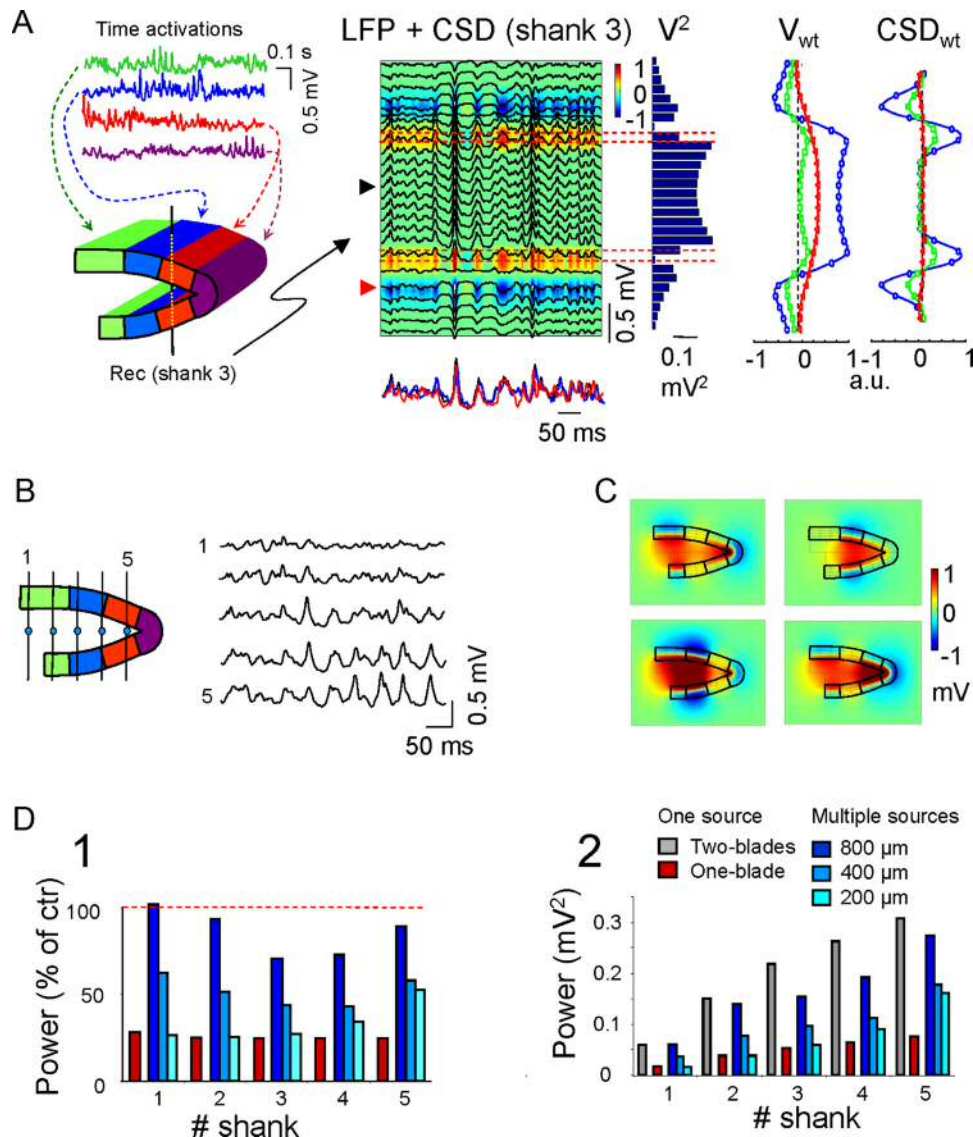 A
Time activations
0.1 s
0.5 mV
Rec (shank 3)
LFP + CSD (shank 3)
1
0
-1
0.5 mV
50 ms
V²
0.1
mV²
V wt
-1 0 1
CSD wt
-1 0 1
a.u.
B
1 5
1
5
0.5 mV
50 ms
C
1
0
-1
mV
D
1
Power (% of ctr)
100
50
0
1 2 3 4 5
# shank
2
One source
Two-blades
One-blade
Multiple sources
800 µm
400 µm
200 µm
Power (mV²)
0.3
0.2
0.1
0
1 2 3 4 5
# shank